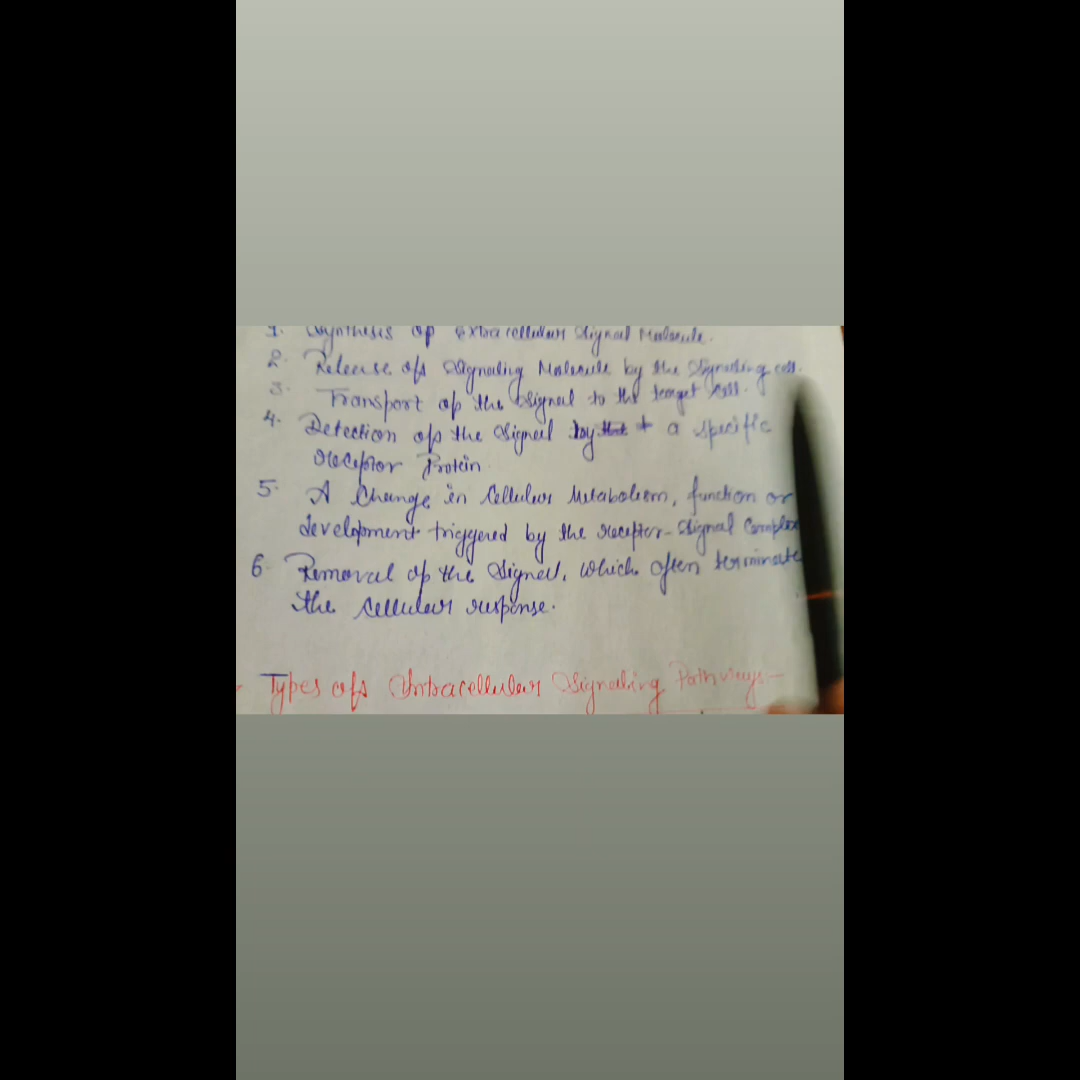 1. Synthesis of extracellular signal Molecule.
2. Release of signaling Molecule by the signaling cell.
3. Transport of the signal to the target cell.
4. Detection of the signal by a specific
receptor Protein
5. A change in cellular Metabolism, function or
development triggered by the receptor-signal complex
6. Removal of the signal, which often terminate
the cellular response.
Types of Intracellular Signaling Pathways-